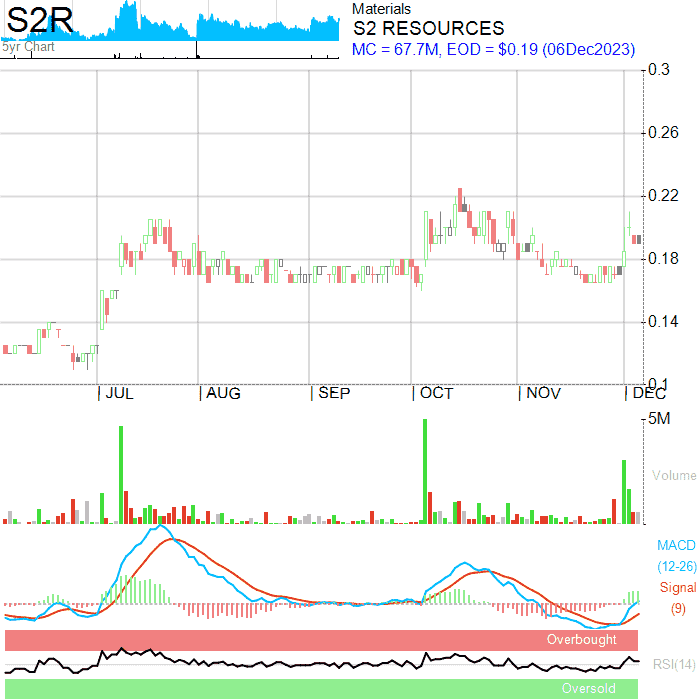 S2R
5yr Chart
Materials
S2 RESOURCES
MC = 67.7M, EOD = $0.19 (06Dec2023)
0.3
0.26
0.22
0.18
0.14
0.1
JUL AUG SEP OCT NOV DEC
5M
Volume
MACD
(12-26)
Signal
(9)
Overbought
RSI(14)
Oversold